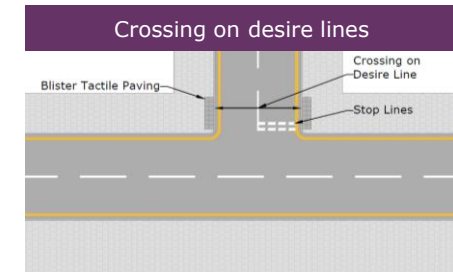 Crossing on desire lines
Crossing on
Desire Line
Blister Tactile Paving
Stop Lines